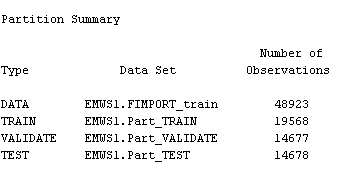 Partition Summary
Number of
Type Data Set Observations
DATA EMWS1.FIMPORT_train 48923
TRAIN EMWS1.Part_TRAIN 19568
VALIDATE EMWS1.Part_VALIDATE 14677
TEST EMWS1.Part_TEST 14678